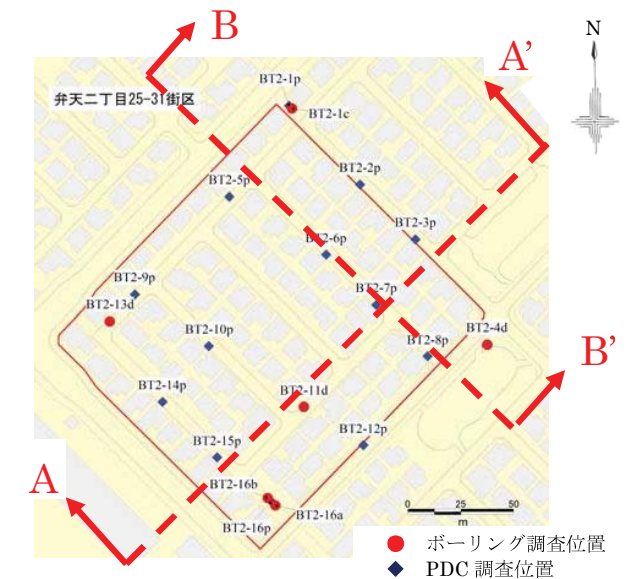 B
N
A'
BT2-1p
弁天二丁目25-31街区
BT2-1c
BT2-2p
BT2-5p
BT2-3p
BT2-6p
BT2-9p
BT2-7p
BT2-13d
BT2-10p
BT2-4d
BT2-8p
B'
BT2-14p
BT2-11d
BT2-12p
BT2-15p
A
BT2-16b
BT2-16a
BT2-16p
0 25 50
m
ボーリング調査位置
PDC 調査位置